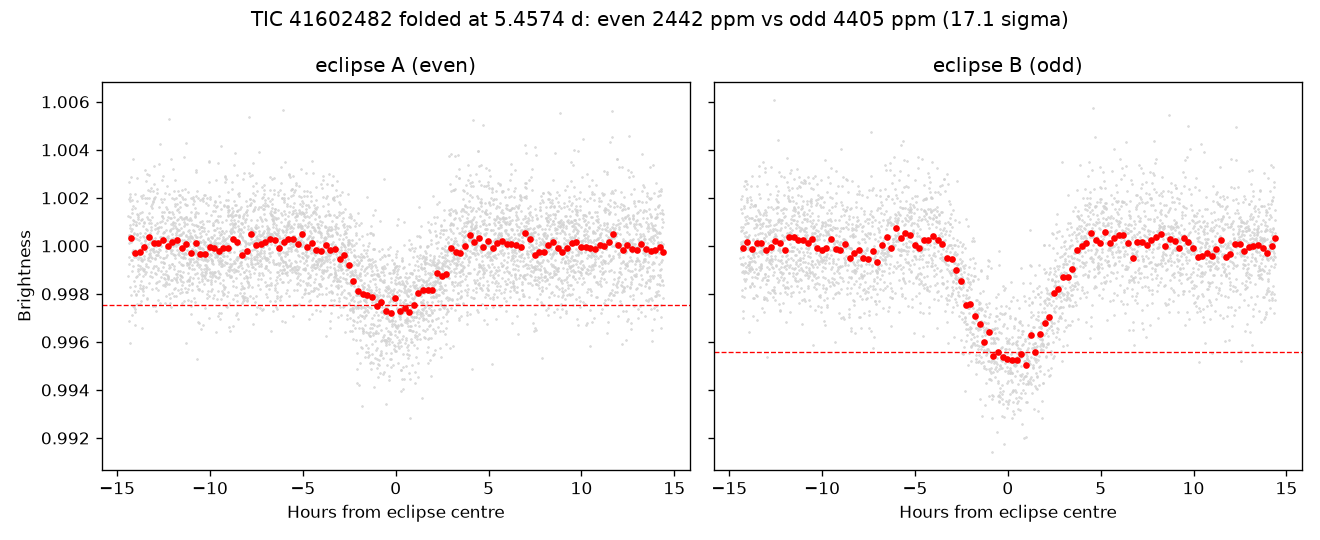 TIC 41602482 folded at 5.4574 d: even 2442 ppm vs odd 4405 ppm (17.1 sigma)
eclipse A (even)
eclipse B (odd)
Brightness
1.006
1.004
1.002
1.000
0.998
0.996
0.994
0.992
−15 −10 −5 0 5 10 15
−15 −10 −5 0 5 10 15
Hours from eclipse centre
Hours from eclipse centre